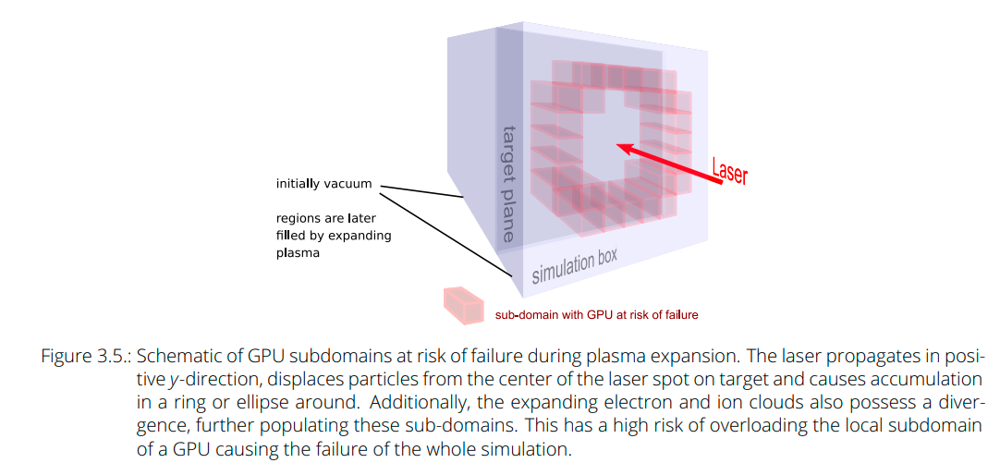 target plane
Laser
initially vacuum
regions are later
filled by expanding
plasma
simulation box
sub-domain with GPU at risk of failure
Figure 3.5.: Schematic of GPU subdomains at risk of failure during plasma expansion. The laser propagates in posi-
tive y-direction, displaces particles from the center of the laser spot on target and causes accumulation
in a ring or ellipse around. Additionally, the expanding electron and ion clouds also possess a diver-
gence, further populating these sub-domains. This has a high risk of overloading the local subdomain
of a GPU causing the failure of the whole simulation.